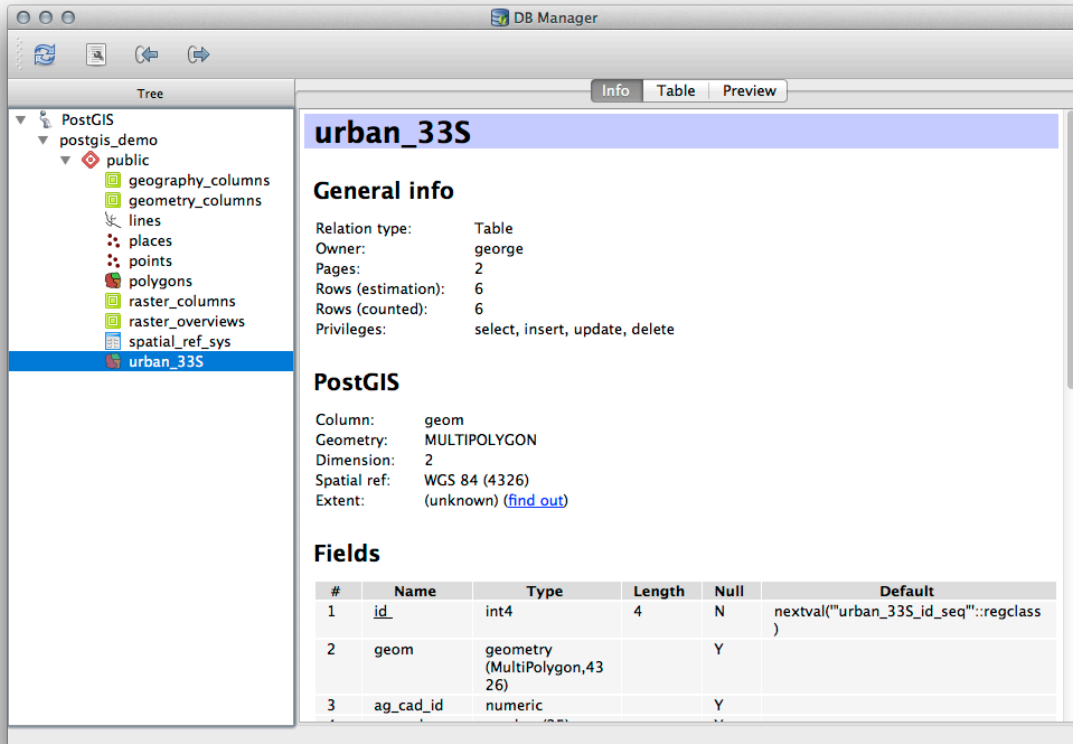 DB Manager
Tree
Info Table Preview
PostGIS
postgis_demo
public
geography_columns
geometry_columns
lines
places
points
polygons
raster_columns
raster_overviews
spatial_ref_sys
urban_33S
urban_33S
General info
Relation type: Table
Owner: george
Pages: 2
Rows (estimation): 6
Rows (counted): 6
Privileges: select, insert, update, delete
PostGIS
Column: geom
Geometry: MULTIPOLYGON
Dimension: 2
Spatial ref: WGS 84 (4326)
Extent: (unknown) (find out)
Fields
# Name Type Length Null Default
1 id_ int4 4 N nextval('"urban_33S_id_seq"'::regclass
)
2 geom geometry Y
(MultiPolygon,43
26)
3 ag_cad_id numeric Y